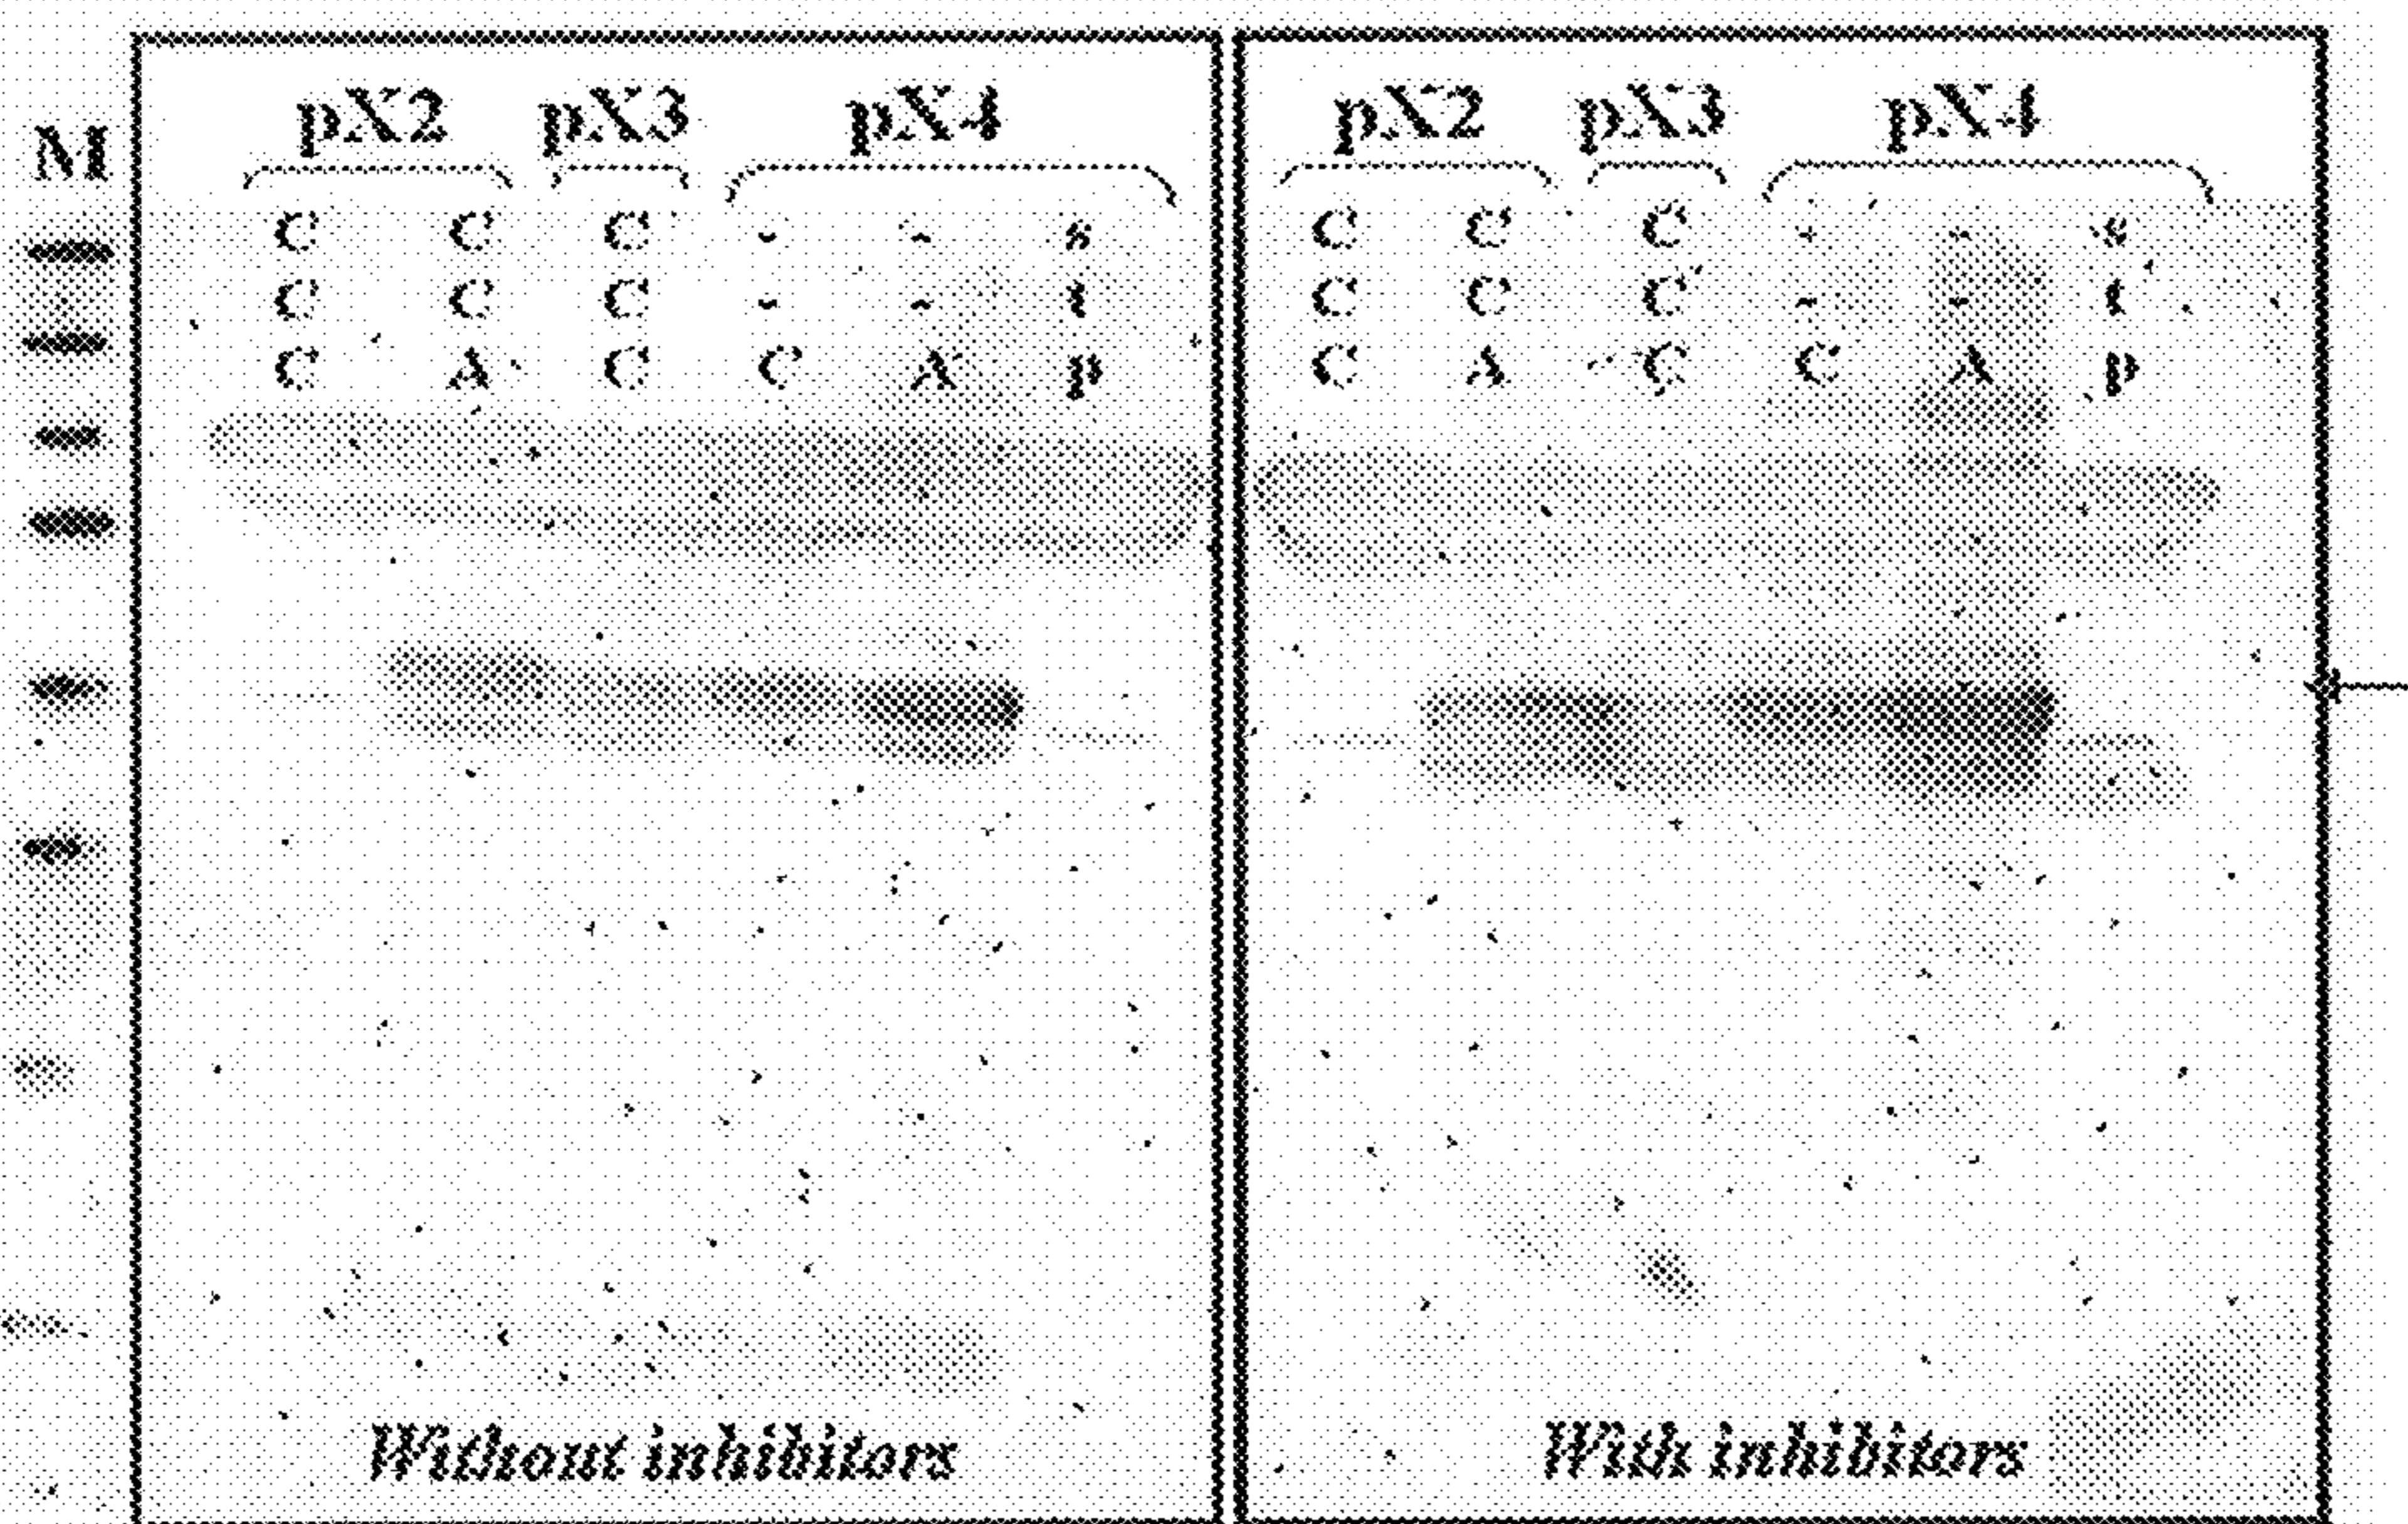 pX2 pX3 pX4 pX2 pX3 pX4
M
C C C - - s C C C - - s
C C C - - t C C C - - t
C A C C A p C A C C A p
Without inhibitors With inhibitors